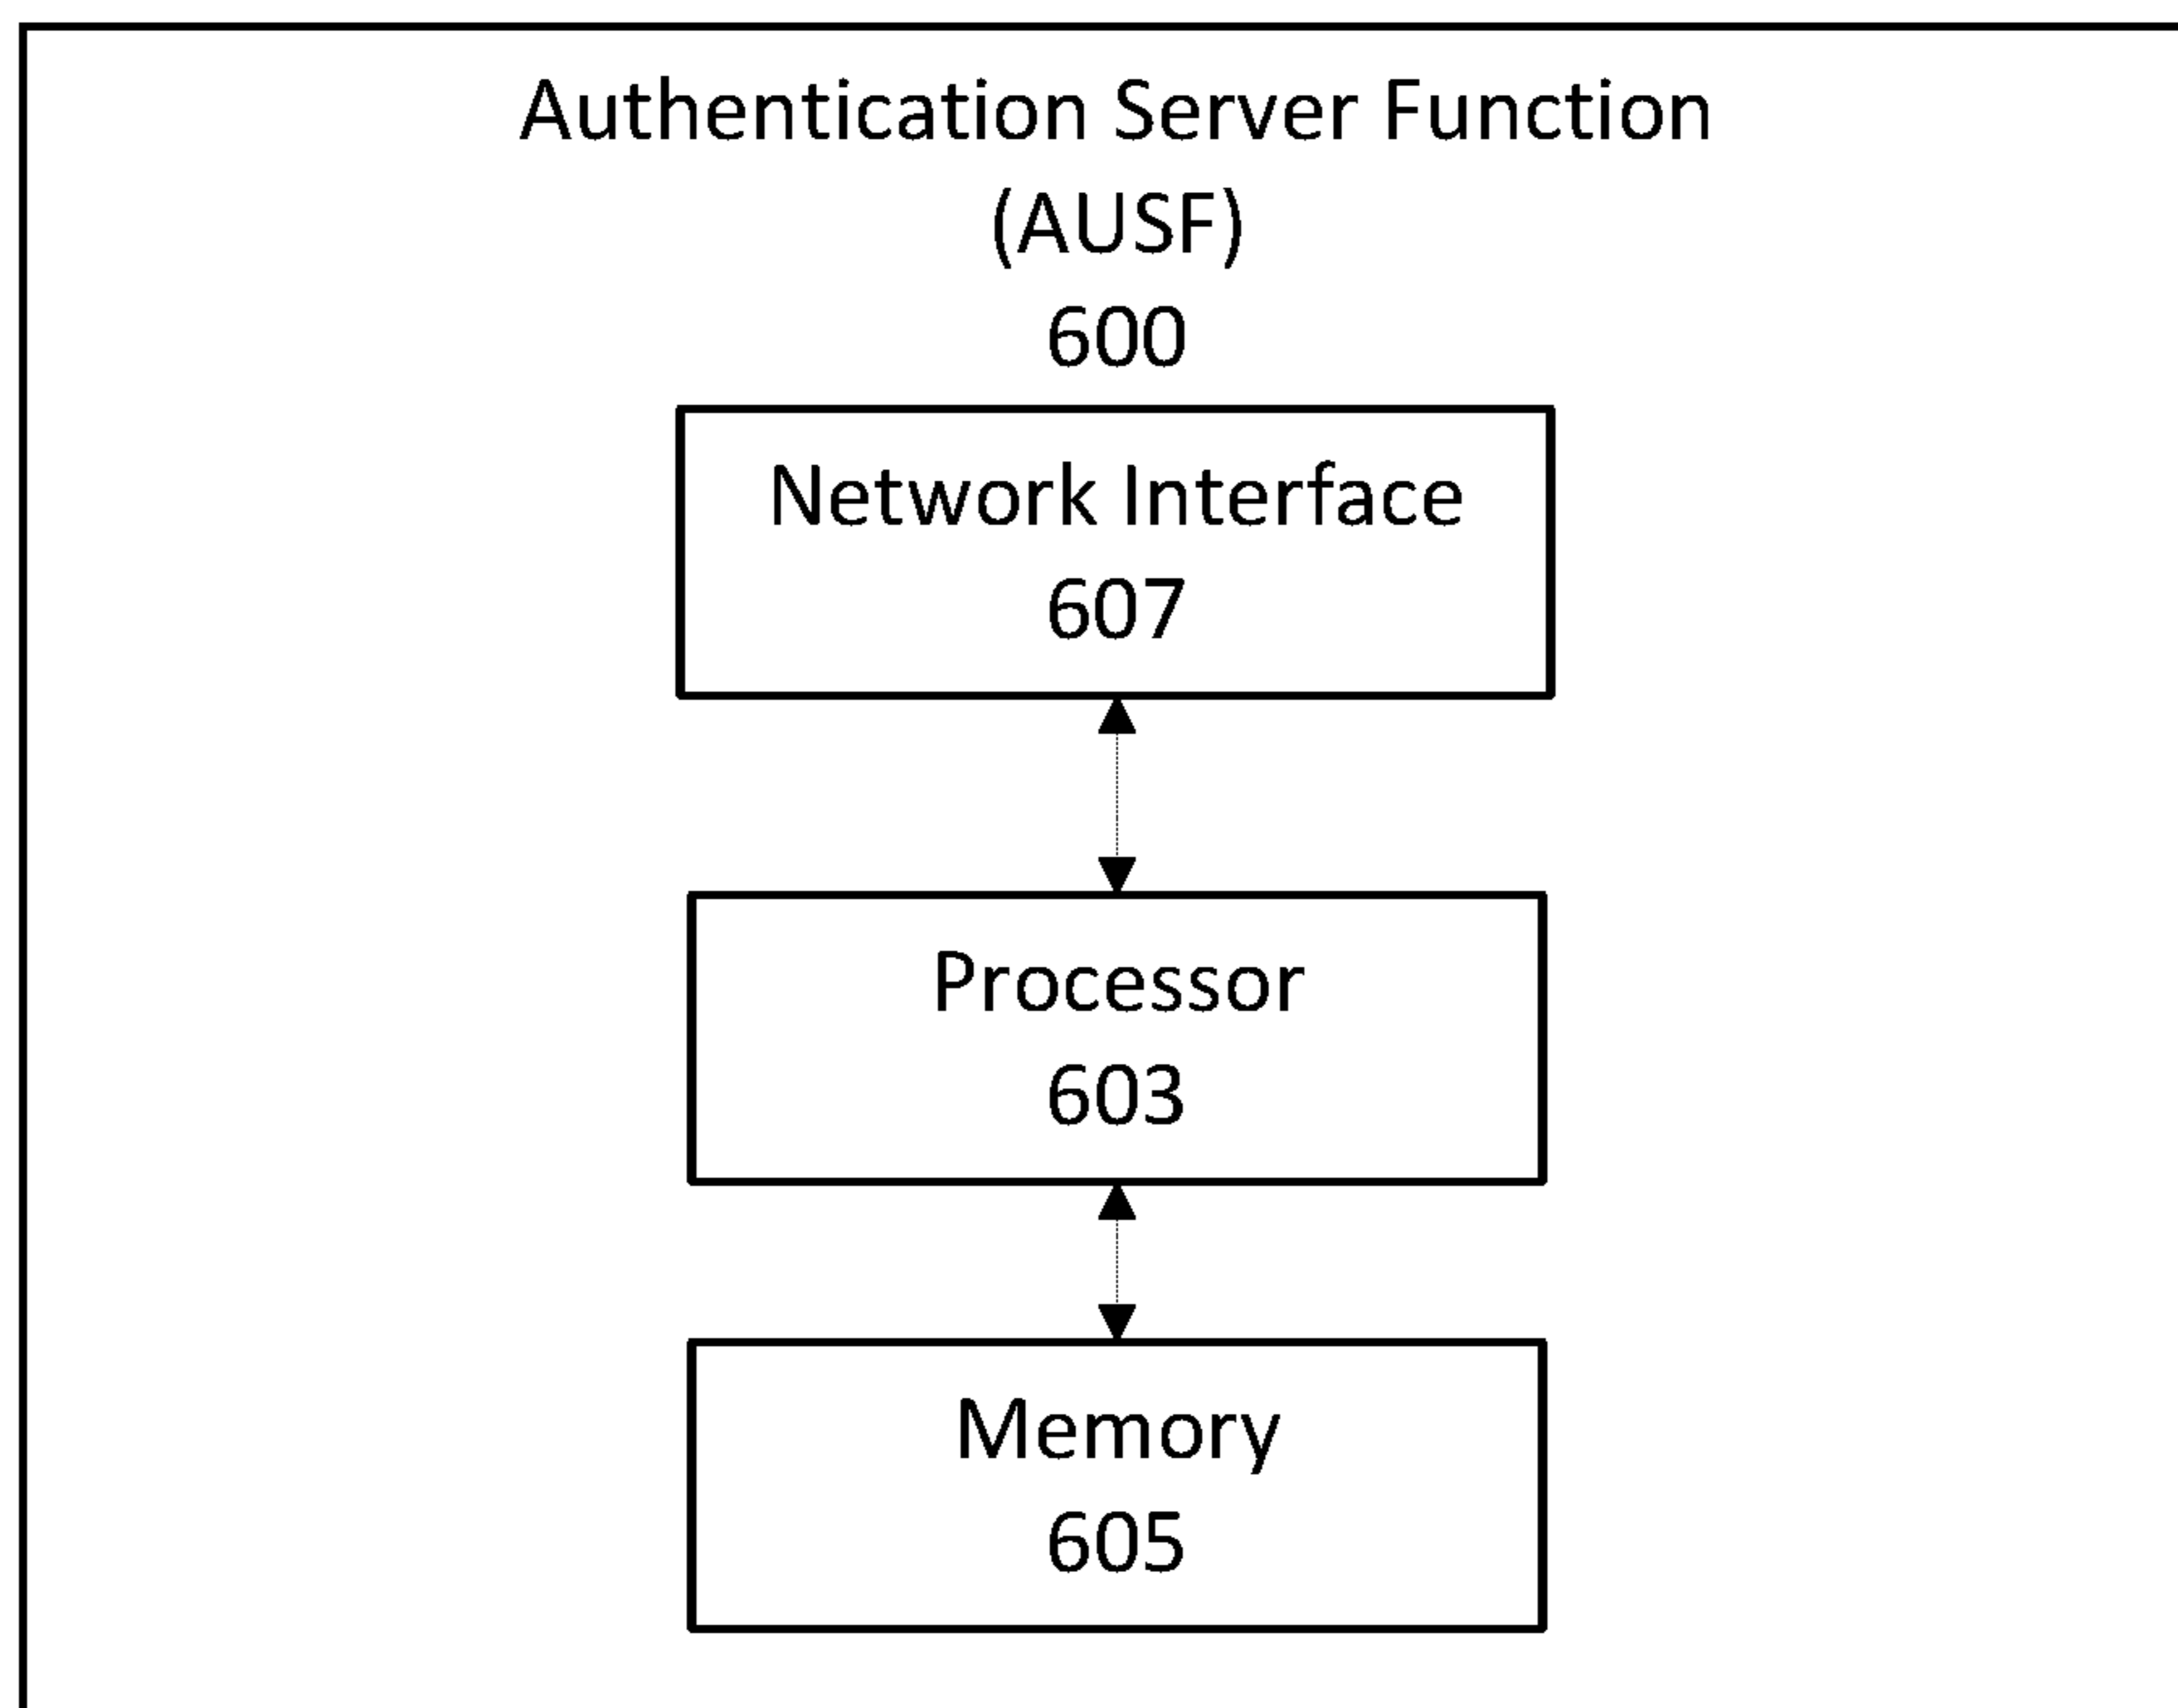 Authentication Server Function
(AUSF)
600
Network Interface
607
Processor
603
Memory
605